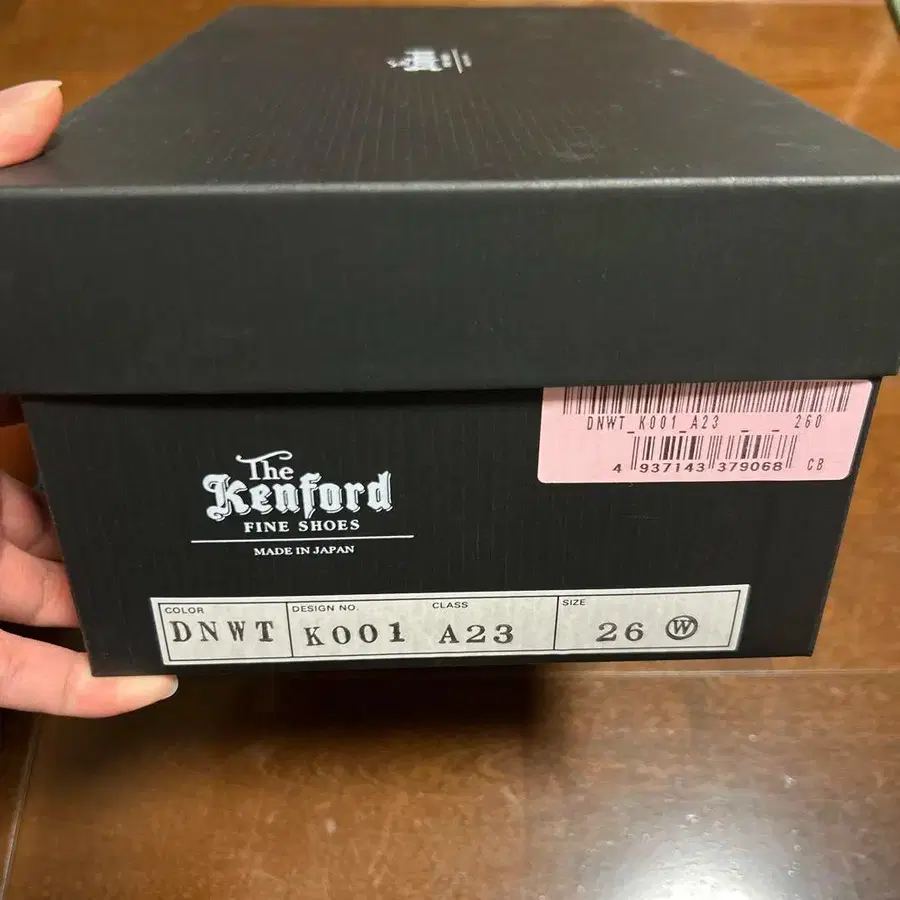 DNWT_K001_A23 _ _ 260
4 937143 379068 CB
The
Kenford
FINE SHOES
MADE IN JAPAN
COLOR DESIGN NO. CLASS SIZE
DNWT K001 A23 26 W